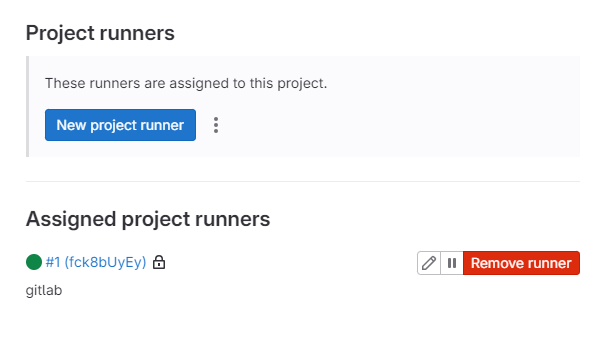 Project runners
These runners are assigned to this project.
New project runner
Assigned project runners
#1 (fck8bUyEy)
Remove runner
gitlab